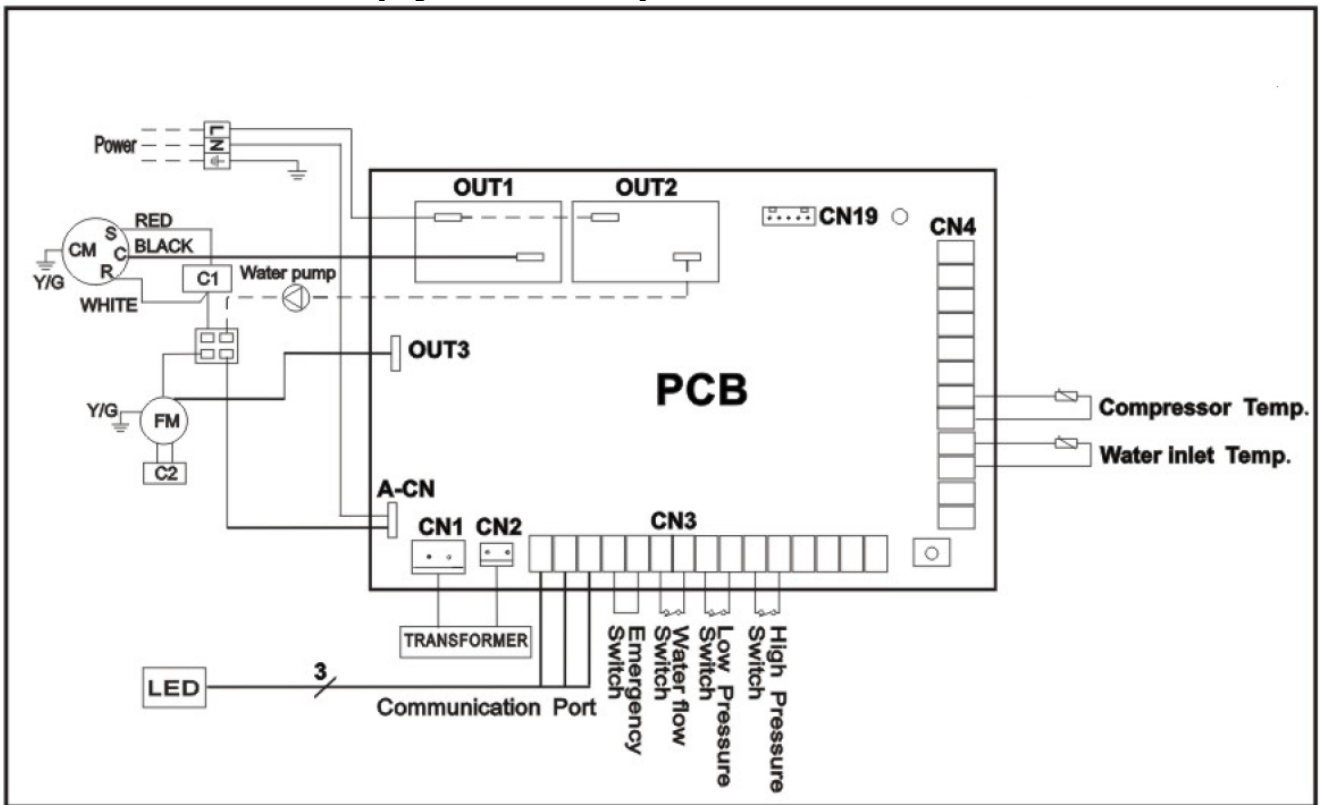 Power
L
N
OUT1
OUT2
CN19
CN4
RED
S
CM
C
BLACK
R
Y/G
C1
Water pump
WHITE
OUT3
PCB
Compressor Temp.
Y/G
FM
Water inlet Temp.
C2
A-CN
CN1
CN2
CN3
TRANSFORMER
Emergency
Switch
Water flow
Switch
Low Pressure
Switch
High Pressure
Switch
LED
3
Communication Port